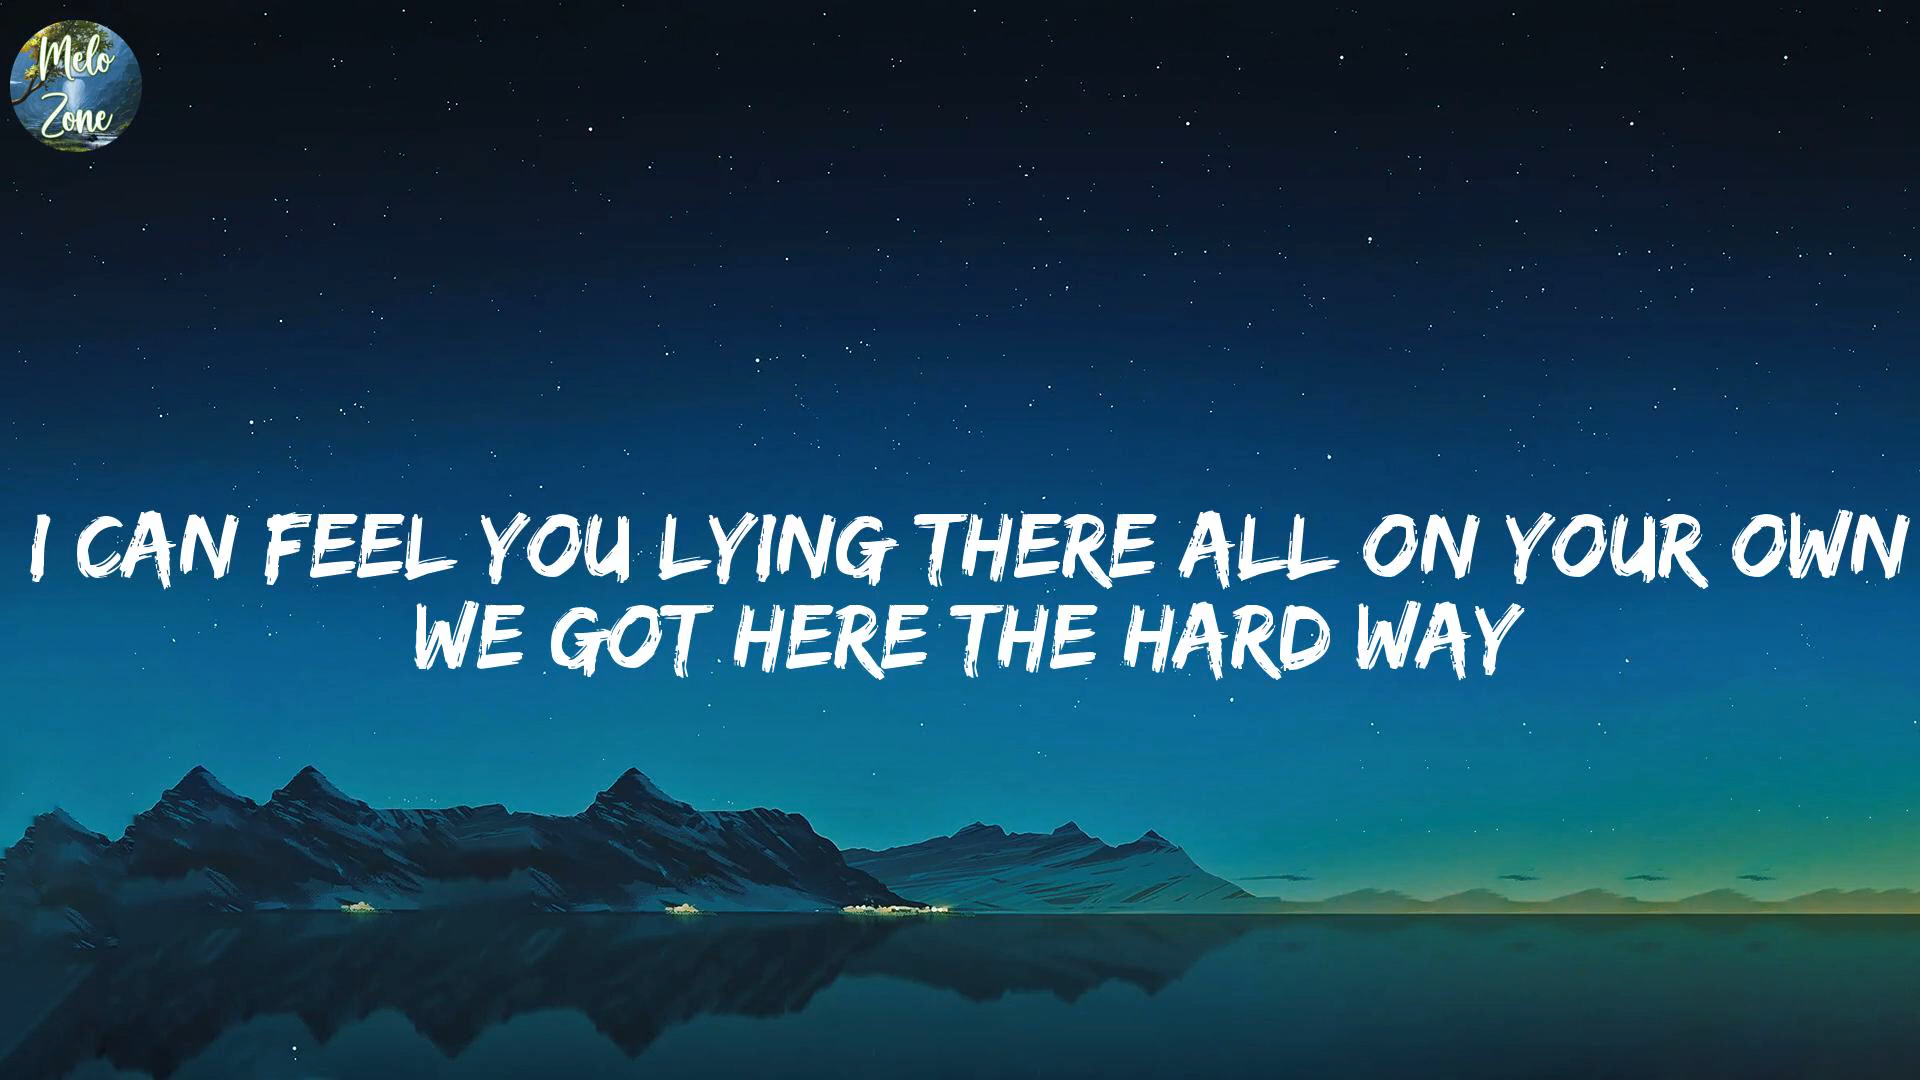 Melo
Zone
I CAN FEEL YOU LYING THERE ALL ON YOUR OWN
WE GOT HERE THE HARD WAY